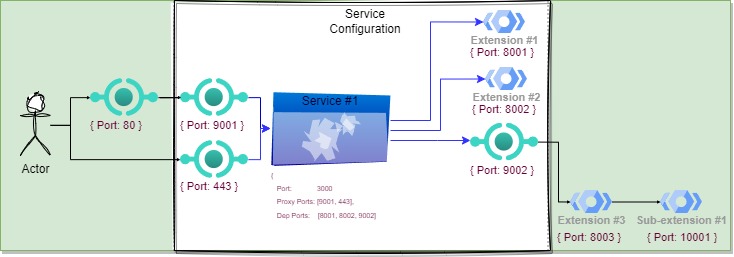 Service
Configuration
Extension #1
{ Port: 8001 }
Extension #2
{ Port: 8002 }
Service #1
{ Port: 80 }
{ Port: 9001 }
{ Port: 9002 }
Actor
{ Port: 443 }
{
Port: 3000
Proxy Ports: [9001, 443],
Dep Ports: [8001, 8002, 9002]
Extension #3
Sub-extension #1
{ Port: 8003 }
{ Port: 10001 }